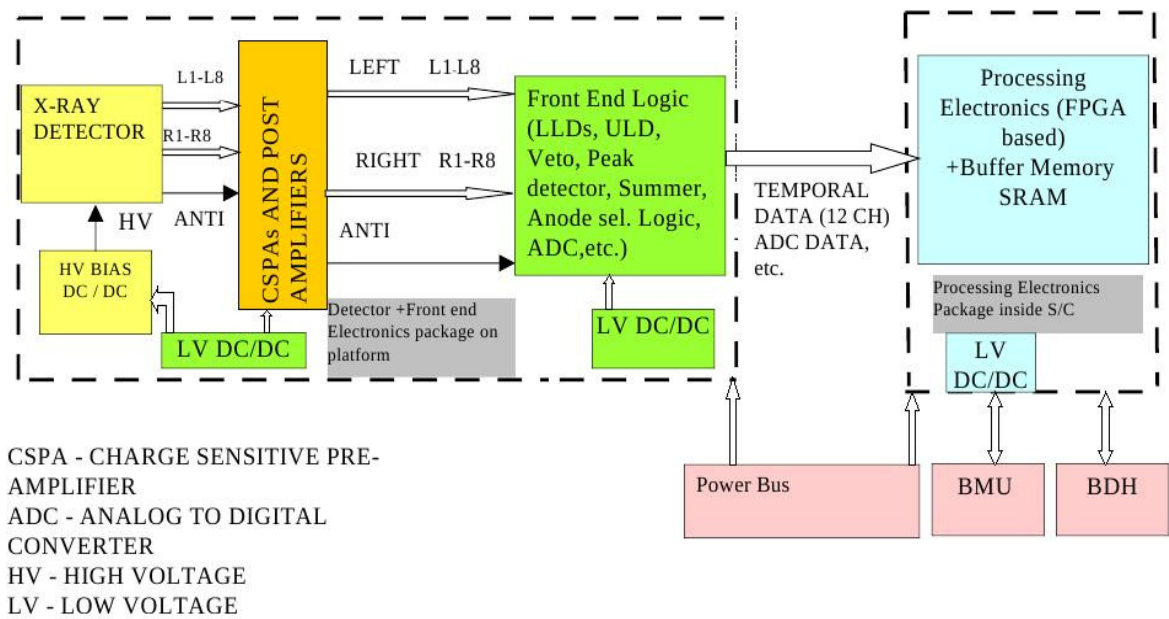 X-RAY
DETECTOR
L1-L8
R1-R8
ANTI
HV
HV BIAS
DC / DC
LV DC/DC
CSPAs AND POST
AMPLIFIERS
LEFT L1-L8
RIGHT R1-R8
ANTI
Detector +Front end
Electronics package on
platform
Front End Logic
(LLDs, ULD,
Veto, Peak
detector, Summer,
Anode sel. Logic,
ADC,etc.)
LV DC/DC
TEMPORAL
DATA (12 CH)
ADC DATA,
etc.
Processing
Electronics (FPGA
based)
+Buffer Memory
SRAM
Processing Electronics
Package inside S/C
LV
DC/DC
Power Bus
BMU
BDH
CSPA - CHARGE SENSITIVE PRE-
AMPLIFIER
ADC - ANALOG TO DIGITAL
CONVERTER
HV - HIGH VOLTAGE
LV - LOW VOLTAGE